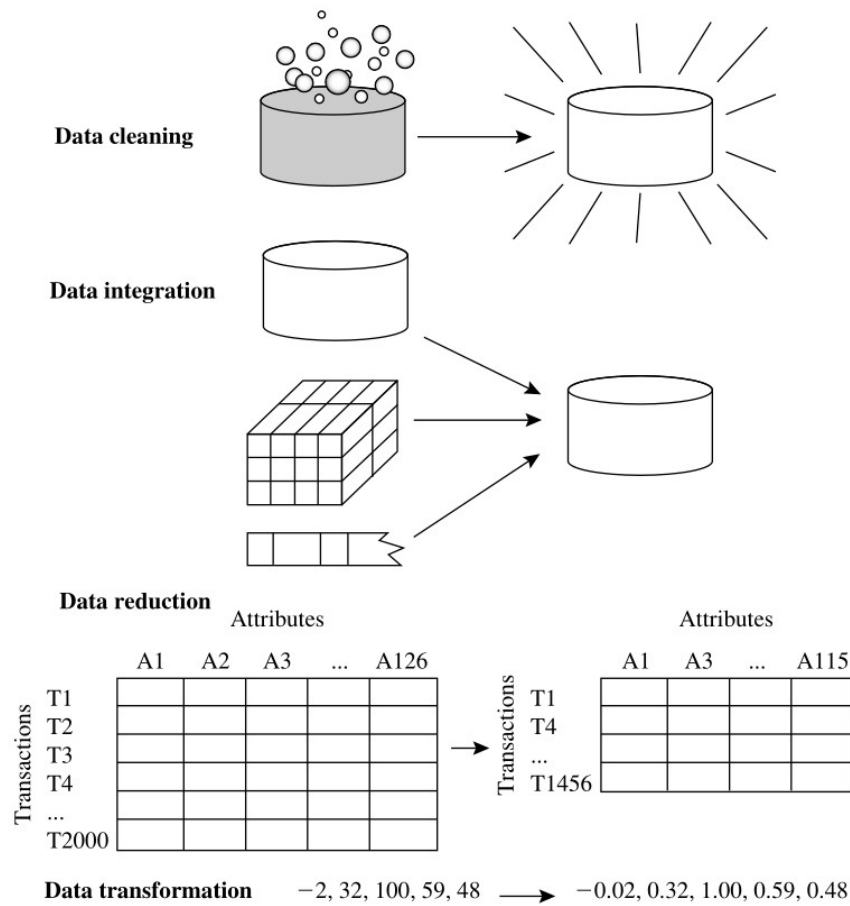 Data cleaning
Data integration
Data reduction
Attributes
A1 A2 A3 ... A126
Transactions
T1
T2
T3
T4
...
T2000
Attributes
A1 A3 ... A115
Transactions
T1
T4
...
T1456
Data transformation −2, 32, 100, 59, 48 −0.02, 0.32, 1.00, 0.59, 0.48